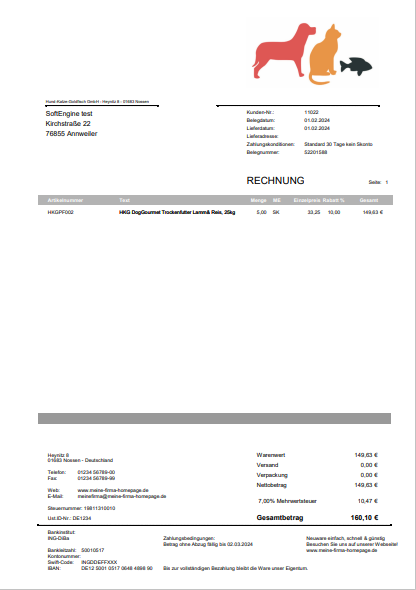 Hund-Katze-Goldfisch GmbH - Heynitz 8 - 01683 Nossen
SoftEngine test
Kirchstraße 22
76855 Annweiler
Kunden-Nr.: 11022
Belegdatum: 01.02.2024
Lieferdatum: 01.02.2024
Lieferadresse:
Zahlungskonditionen: Standard 30 Tage kein Skonto
Belegnummer: 52201588
RECHNUNG Seite: 1
Artikelnummer Text Menge ME Einzelpreis Rabatt % Gesamt
HKGPF002 HKG DogGourmet Trockenfutter Lamm& Reis, 25kg 5,00 SK 33,25 10,00 149,63 €
Heynitz 8
01683 Nossen - Deutschland
Telefon: 01234 56789-00
Fax: 01234 56789-99
Web: www.meine-firma-homepage.de
E-Mail: meinefirma@meine-firma-homepage.de
Steuernummer: 19811310010
Ust.ID-Nr.: DE1234
Warenwert 149,63 €
Versand 0,00 €
Verpackung 0,00 €
Nettobetrag 149,63 €
7,00% Mehrwertsteuer 10,47 €
Gesamtbetrag 160,10 €
Bankinstitut:
ING-DiBa
Bankleitzahl: 50010517
Kontonummer:
Swift-Code: INGDDEFFXXX
IBAN: DE12 5001 0517 0648 4898 90
Zahlungsbedingungen:
Betrag ohne Abzug fällig bis 02.03.2024
Bis zur vollständigen Bezahlung bleibt die Ware unser Eigentum.
Neuware einfach, schnell & günstig
Besuchen Sie uns auf unserer Webseite!
www.meine-firma-homepage.de